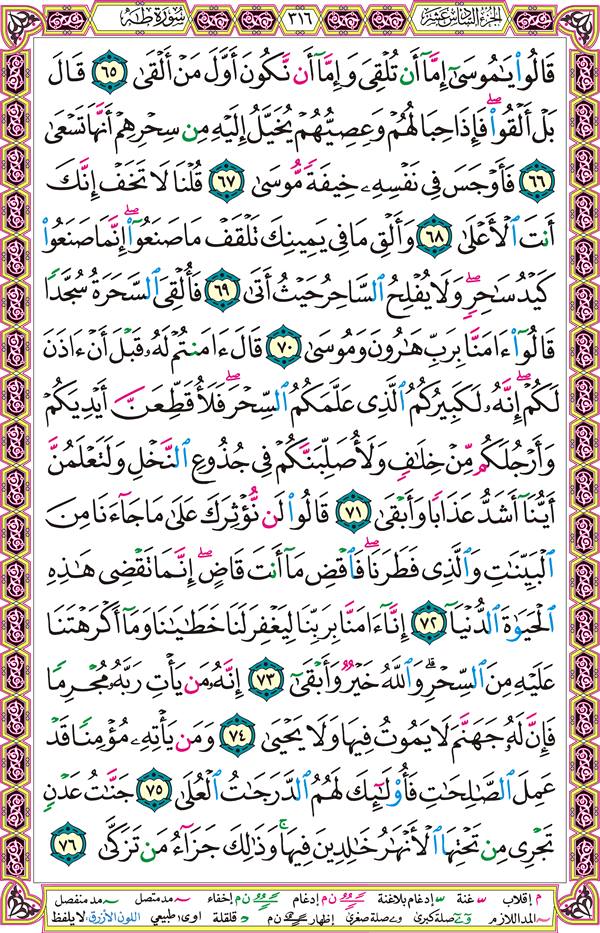 الجزء السادس عشر ٣١٦ سورة طه
قَالُوا۟ يَٰمُوسَىٰٓ إِمَّآ أَن تُلْقِىَ وَإِمَّآ أَن نَّكُونَ أَوَّلَ مَنْ أَلْقَىٰ ٦٥ قَالَ
بَلْ أَلْقُوا۟ ۖ فَإِذَا حِبَالُهُمْ وَعِصِيُّهُمْ يُخَيَّلُ إِلَيْهِ مِن سِحْرِهِمْ أَنَّهَا تَسْعَىٰ
٦٦ فَأَوْجَسَ فِى نَفْسِهِۦ خِيفَةً مُّوسَىٰ ٦٧ قُلْنَا لَا تَخَفْ إِنَّكَ
أَنتَ ٱلْأَعْلَىٰ ٦٨ وَأَلْقِ مَا فِى يَمِينِكَ تَلْقَفْ مَا صَنَعُوٓا۟ ۖ إِنَّمَا صَنَعُوا۟
كَيْدُ سَٰحِرٍ ۖ وَلَا يُفْلِحُ ٱلسَّاحِرُ حَيْثُ أَتَىٰ ٦٩ فَأُلْقِىَ ٱلسَّحَرَةُ سُجَّدًا
قَالُوٓا۟ ءَامَنَّا بِرَبِّ هَٰرُونَ وَمُوسَىٰ ٧٠ قَالَ ءَامَنتُمْ لَهُۥ قَبْلَ أَنْ ءَاذَنَ
لَكُمْ ۖ إِنَّهُۥ لَكَبِيرُكُمُ ٱلَّذِى عَلَّمَكُمُ ٱلسِّحْرَ ۖ فَلَأُقَطِّعَنَّ أَيْدِيَكُمْ
وَأَرْجُلَكُم مِّنْ خِلَٰفٍ وَلَأُصَلِّبَنَّكُمْ فِى جُذُوعِ ٱلنَّخْلِ وَلَتَعْلَمُنَّ
أَيُّنَآ أَشَدُّ عَذَابًا وَأَبْقَىٰ ٧١ قَالُوا۟ لَن نُّؤْثِرَكَ عَلَىٰ مَا جَآءَنَا مِنَ
ٱلْبَيِّنَٰتِ وَٱلَّذِى فَطَرَنَا ۖ فَٱقْضِ مَآ أَنتَ قَاضٍ ۖ إِنَّمَا تَقْضِى هَٰذِهِ
ٱلْحَيَوٰةَ ٱلدُّنْيَآ ٧٢ إِنَّآ ءَامَنَّا بِرَبِّنَا لِيَغْفِرَ لَنَا خَطَٰيَٰنَا وَمَآ أَكْرَهْتَنَا
عَلَيْهِ مِنَ ٱلسِّحْرِ ۗ وَٱللَّهُ خَيْرٌ وَأَبْقَىٰٓ ٧٣ إِنَّهُۥ مَن يَأْتِ رَبَّهُۥ مُجْرِمًا
فَإِنَّ لَهُۥ جَهَنَّمَ لَا يَمُوتُ فِيهَا وَلَا يَحْيَىٰ ٧٤ وَمَن يَأْتِهِۦ مُؤْمِنًا قَدْ
عَمِلَ ٱلصَّٰلِحَٰتِ فَأُو۟لَٰٓئِكَ لَهُمُ ٱلدَّرَجَٰتُ ٱلْعُلَىٰ ٧٥ جَنَّٰتُ عَدْنٍ
تَجْرِى مِن تَحْتِهَا ٱلْأَنْهَٰرُ خَٰلِدِينَ فِيهَا ۚ وَذَٰلِكَ جَزَآءُ مَن تَزَكَّىٰ ٧٦
م إقلاب غنة إدغام بلاغنة ن م إدغام ن م إخفاء مد متصل مد منفصل
المد اللازم صلة كبرى صلة صغرى إظهار ن م قلقلة اوى طبيعي اللون الأزرق: لا يلفظ